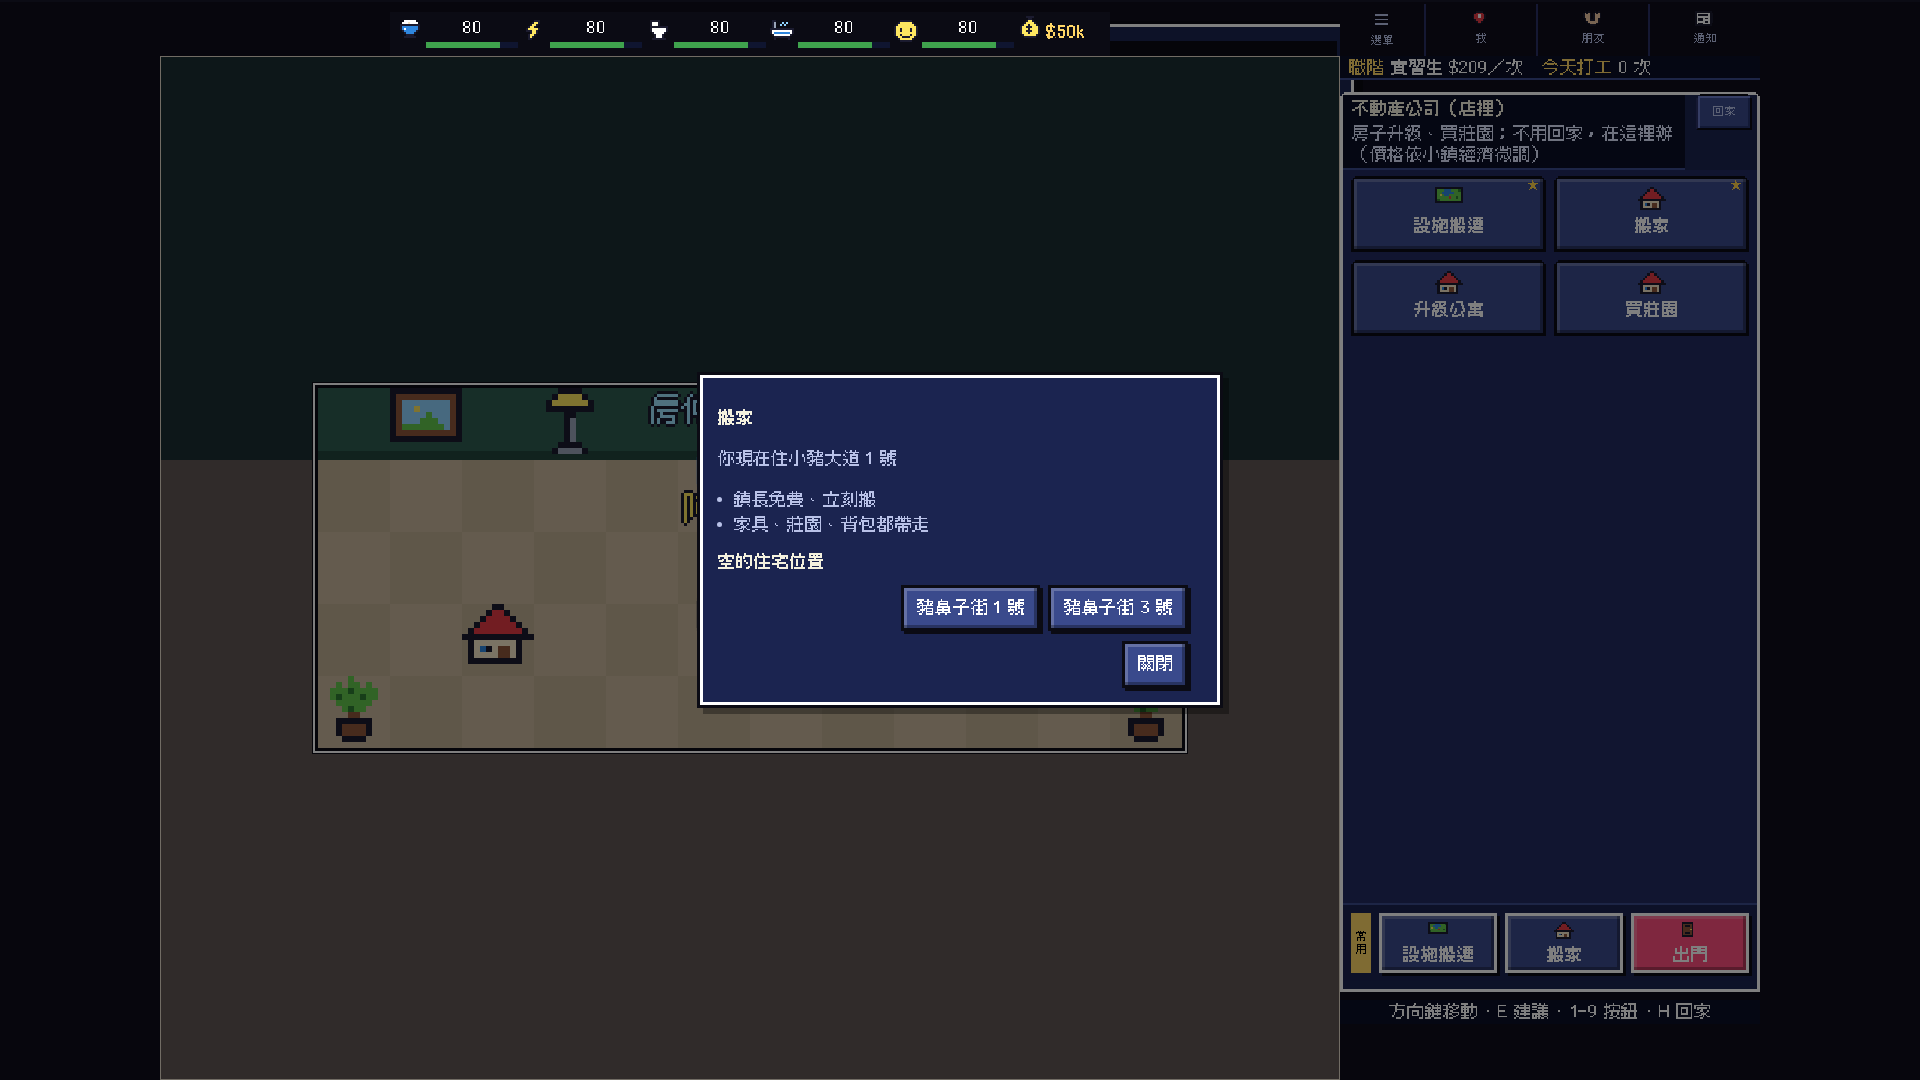 80
80
80
80
80
$50k
選單
我
朋友
通知
職階 實習生 $209／次 今天打工 0 次
不動產公司（店裡）
回家
房子升級、買莊園；不用回家，在這裡辦
（價格依小鎮經濟微調）
設施搬遷
搬家
升級公寓
買莊園
搬家
你現在住小豬大道 1 號
• 鎮長免費、立刻搬
• 家具、莊園、背包都帶走
空的住宅位置
豬鼻子街 1 號
豬鼻子街 3 號
關閉
常用
設施搬遷
搬家
出門
方向鍵移動 · E 建議 · 1-9 按鈕 · H 回家